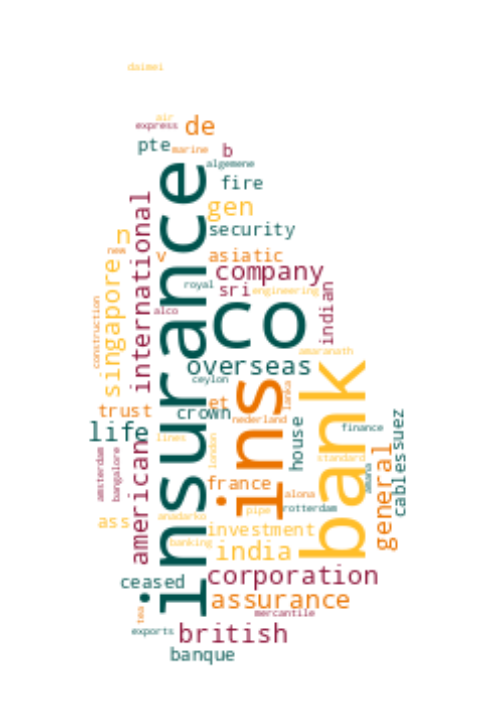 daimei
air
express
de
pte
marine
b
algemene
fire
insurance
gen
international
security
n
new
v
asiatic
company
singapore
royal
sri
engineering
indian
construction
alco
co
amaranath
overseas
ceylon
bank
ins
lanka
et
trust
crown
nederland
life
lines
house
finance
suez
cables
american
london
standard
general
amsterdam
bangalore
france
amana
alona
pipe
rotterdam
ass
anadarko
investment
banking
india
ceased
corporation
assurance
tea
mercantile
exports
british
banque